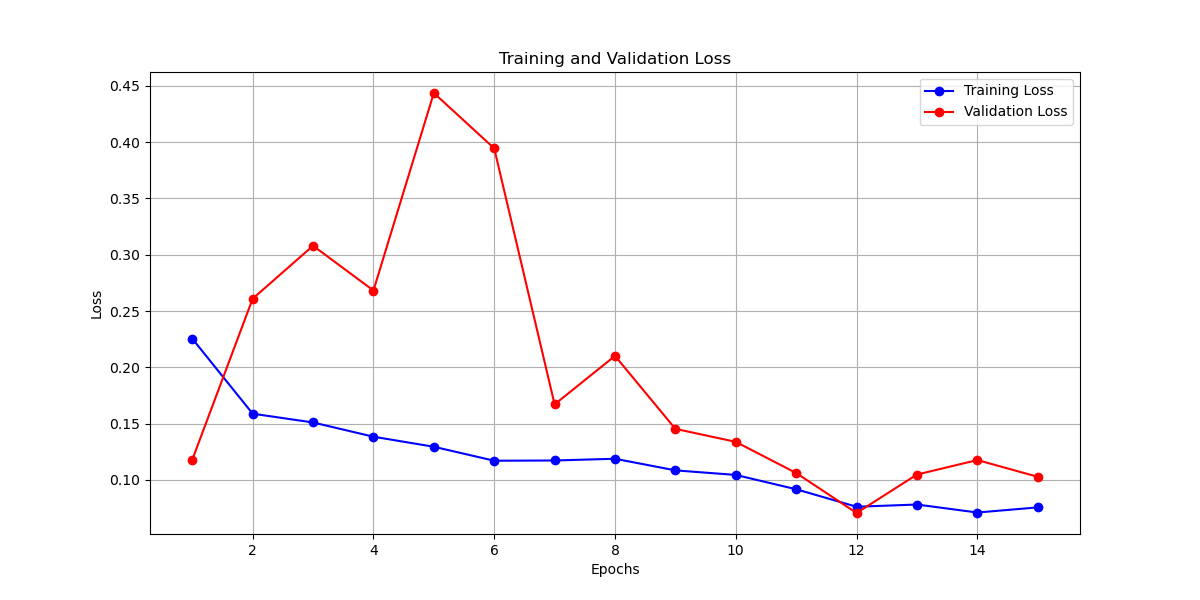 Training and Validation Loss
Training Loss
Validation Loss
0.45
0.40
0.35
0.30
0.25
0.20
0.15
0.10
Loss
2 4 6 8 10 12 14
Epochs